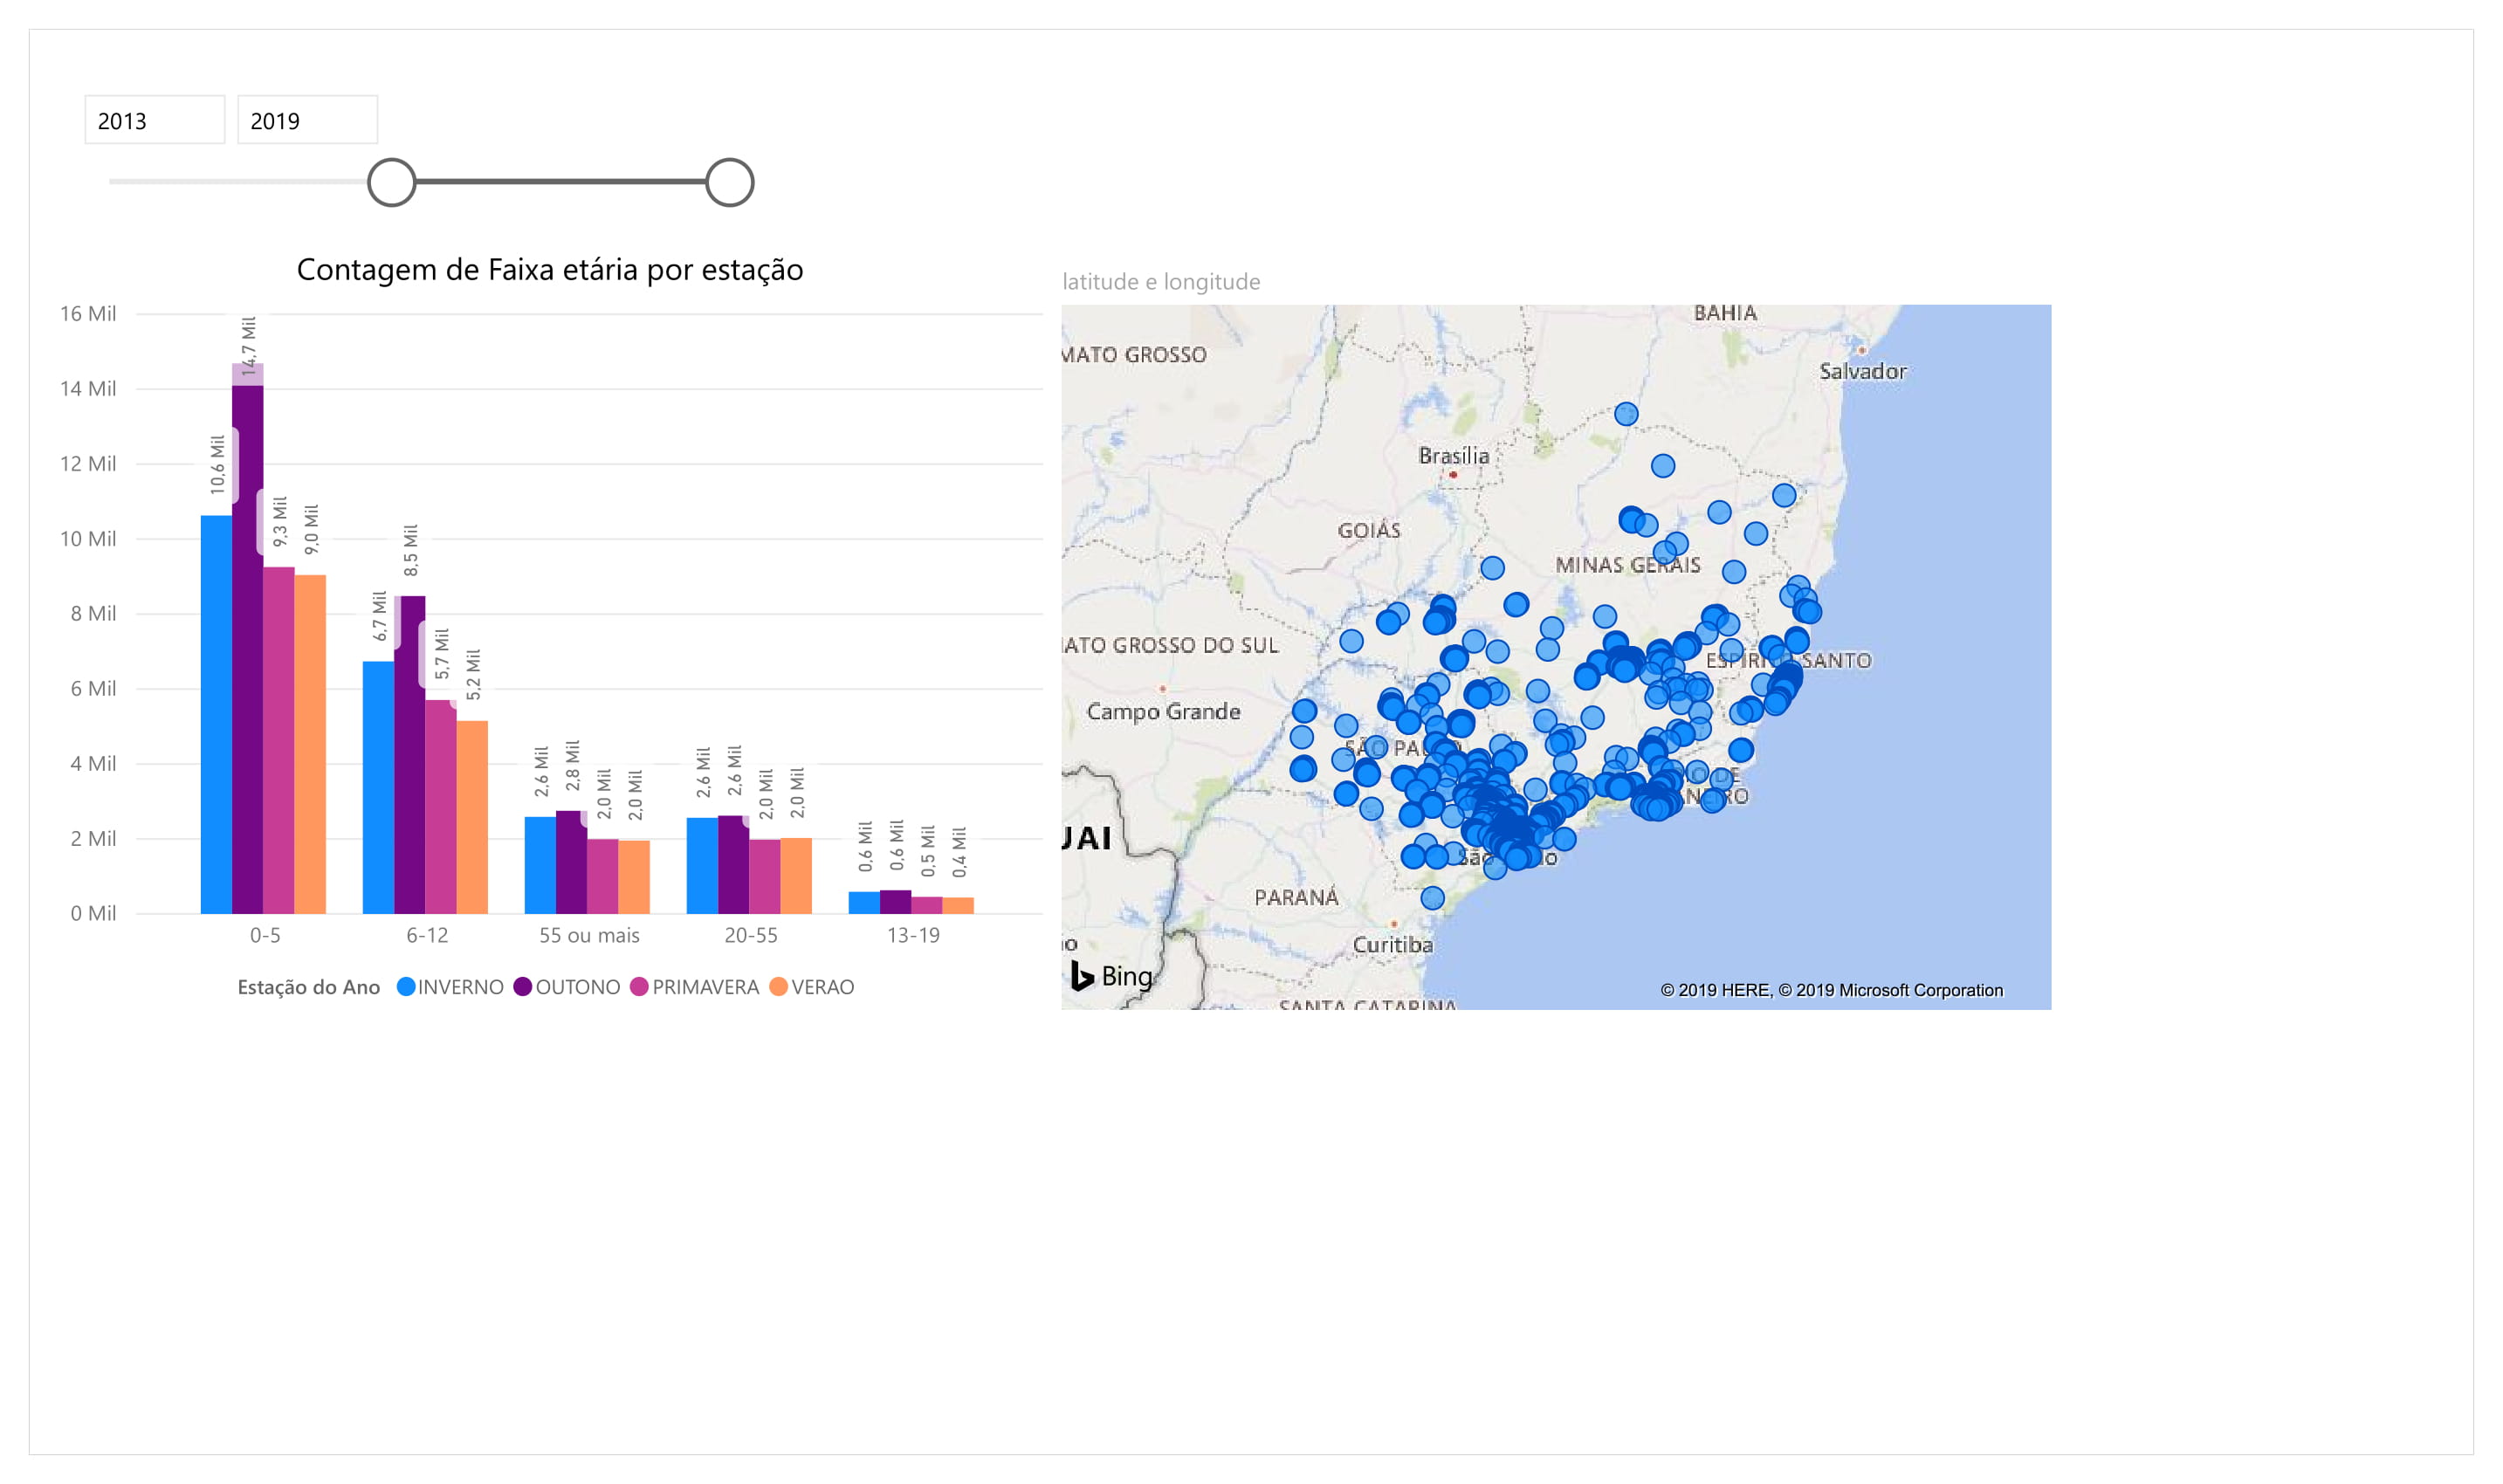 2013
2019
Contagem de Faixa etária por estação
16 Mil
14 Mil
12 Mil
10 Mil
8 Mil
6 Mil
4 Mil
2 Mil
0 Mil
10,6 Mil
14,7 Mil
9,3 Mil
9,0 Mil
6,7 Mil
8,5 Mil
5,7 Mil
5,2 Mil
2,6 Mil
2,8 Mil
2,0 Mil
2,0 Mil
2,6 Mil
2,6 Mil
2,0 Mil
2,0 Mil
0,6 Mil
0,6 Mil
0,5 Mil
0,4 Mil
0-5
6-12
55 ou mais
20-55
13-19
Estação do Ano INVERNO OUTONO PRIMAVERA VERAO
latitude e longitude
BAHIA
MATO GROSSO
Salvador
Brasília
GOIÁS
MINAS GERAIS
ATO GROSSO DO SUL
ESPÍRITO SANTO
Campo Grande
SÃO PAULO
UAI
PARANÁ
Curitiba
Bing
© 2019 HERE, © 2019 Microsoft Corporation
SANTA CATARINA